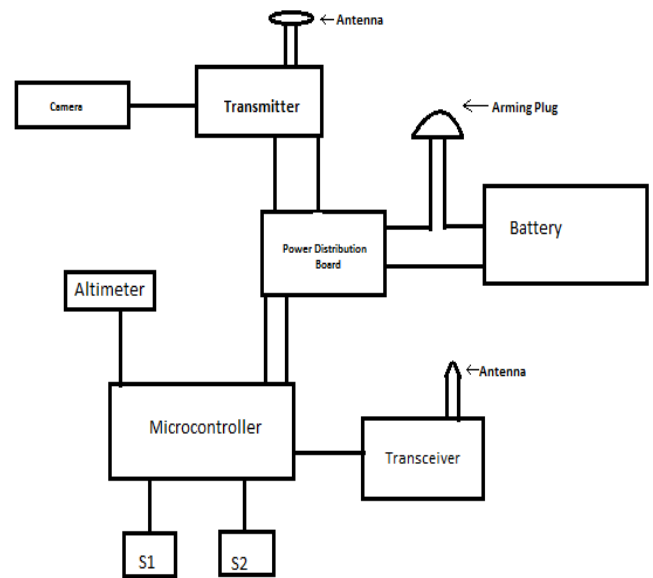 Antenna
Camera
Transmitter
Arming Plug
Power Distribution
Board
Battery
Altimeter
Antenna
Microcontroller
Transceiver
S1
S2